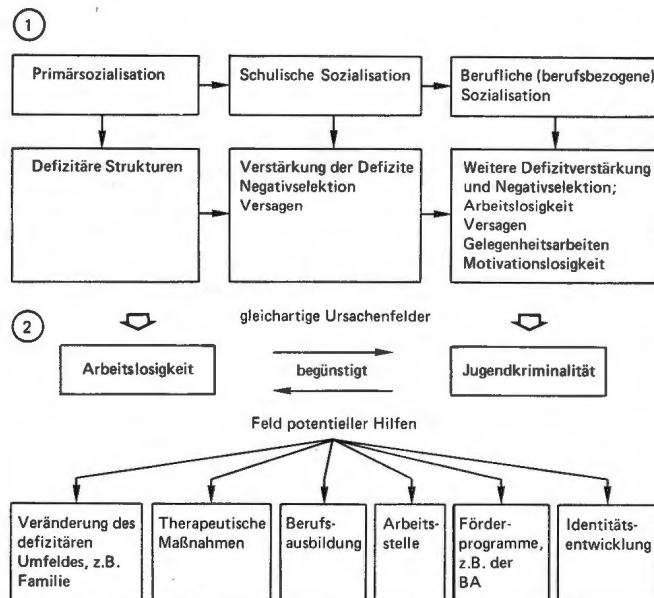 1
Primärsozialisation
Schulische Sozialisation
Berufliche (berufsbezogene)
Sozialisation
Defizitäre Strukturen
Verstärkung der Defizite
Negativselektion
Versagen
Weitere Defizitverstärkung
und Negativselektion;
Arbeitslosigkeit
Versagen
Gelegenheitsarbeiten
Motivationslosigkeit
2
gleichartige Ursachenfelder
Arbeitslosigkeit
begünstigt
Jugendkriminalität
Feld potentieller Hilfen
Veränderung des
defizitären
Umfeldes, z.B.
Familie
Therapeutische
Maßnahmen
Berufs-
ausbildung
Arbeits-
stelle
Förder-
programme,
z.B. der
BA
Identitäts-
entwicklung